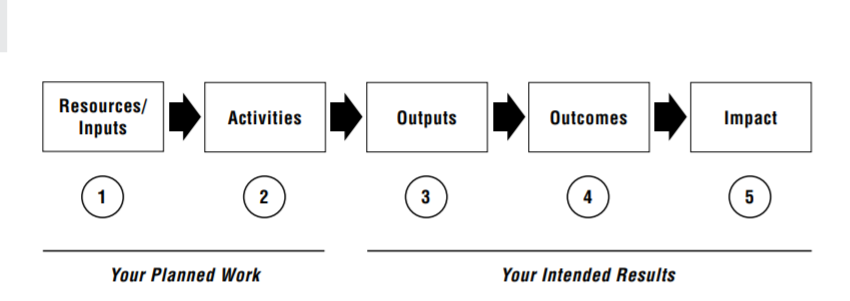 Resources/
Inputs
Activities
Outputs
Outcomes
Impact
1
2
3
4
5
Your Planned Work
Your Intended Results